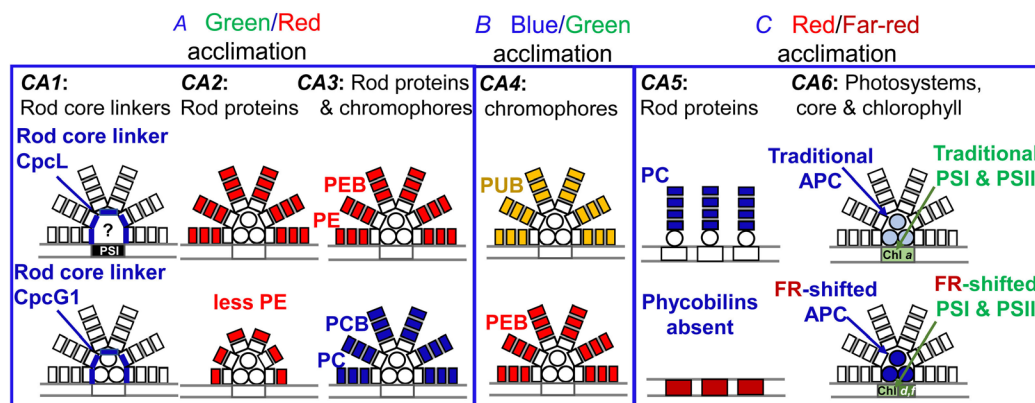 A Green/Red
acclimation
B Blue/Green
acclimation
C Red/Far-red
acclimation
CA1:
Rod core linkers
CA2:
Rod proteins
CA3: Rod proteins
& chromophores
CA4:
chromophores
CA5:
Rod proteins
CA6: Photosystems,
core & chlorophyll
Rod core linker
CpcL
?
PSI
PEB
PE
PUB
PC
Traditional
APC
Traditional
PSI & PSII
Chl a
Rod core linker
CpcG1
less PE
PCB
PC
PEB
Phycobilins
absent
FR-shifted
APC
FR-shifted
PSI & PSII
Chl d,f